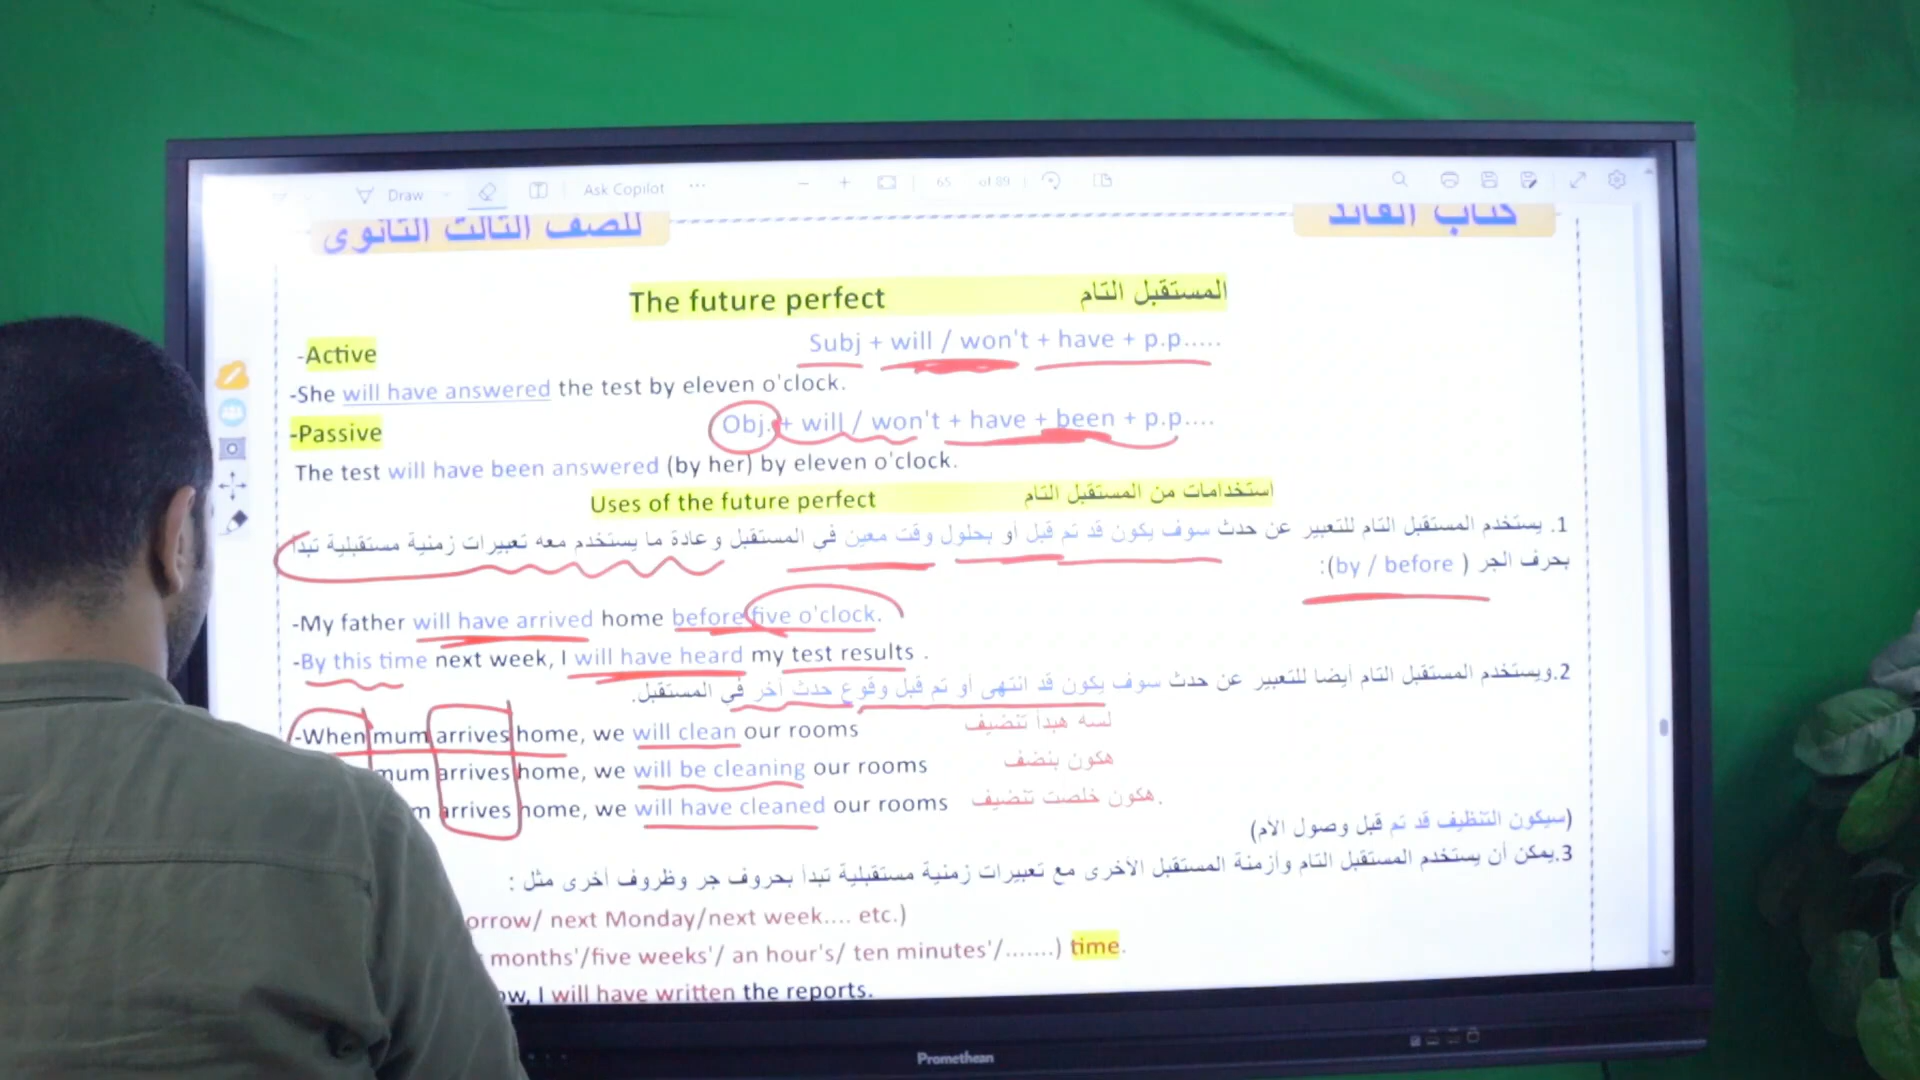 Draw
Ask Copilot
65 of 89
كتاب القائد
للصف الثالث الثانوى
The future perfect المستقبل التام
-Active
Subj + will / won't + have + p.p.....
-She will have answered the test by eleven o'clock.
-Passive
Obj. + will / won't + have + been + p.p....
The test will have been answered (by her) by eleven o'clock.
Uses of the future perfect استخدامات من المستقبل التام
1. يستخدم المستقبل التام للتعبير عن حدث سوف يكون قد تم قبل أو بحلول وقت معين في المستقبل وعادة ما يستخدم معه تعبيرات زمنية مستقبلية تبدأ
بحرف الجر ( by / before):
-My father will have arrived home before five o'clock.
-By this time next week, I will have heard my test results .
2.ويستخدم المستقبل التام أيضا للتعبير عن حدث سوف يكون قد انتهى أو تم قبل وقوع حدث أخر في المستقبل.
-When mum arrives home, we will clean our rooms لسه هبدأ تنضيف
mum arrives home, we will be cleaning our rooms هكون بنضف
arrives home, we will have cleaned our rooms هكون خلصت تنضيف.
(سيكون التنظيف قد تم قبل وصول الأم)
3.يمكن أن يستخدم المستقبل التام وأزمنة المستقبل الأخرى مع تعبيرات زمنية مستقبلية تبدأ بحروف جر وظروف أخرى مثل :
orrow/ next Monday/next week.... etc.)
months'/five weeks'/ an hour's/ ten minutes'/.......) time.
ow, I will have written the reports.
Promethean